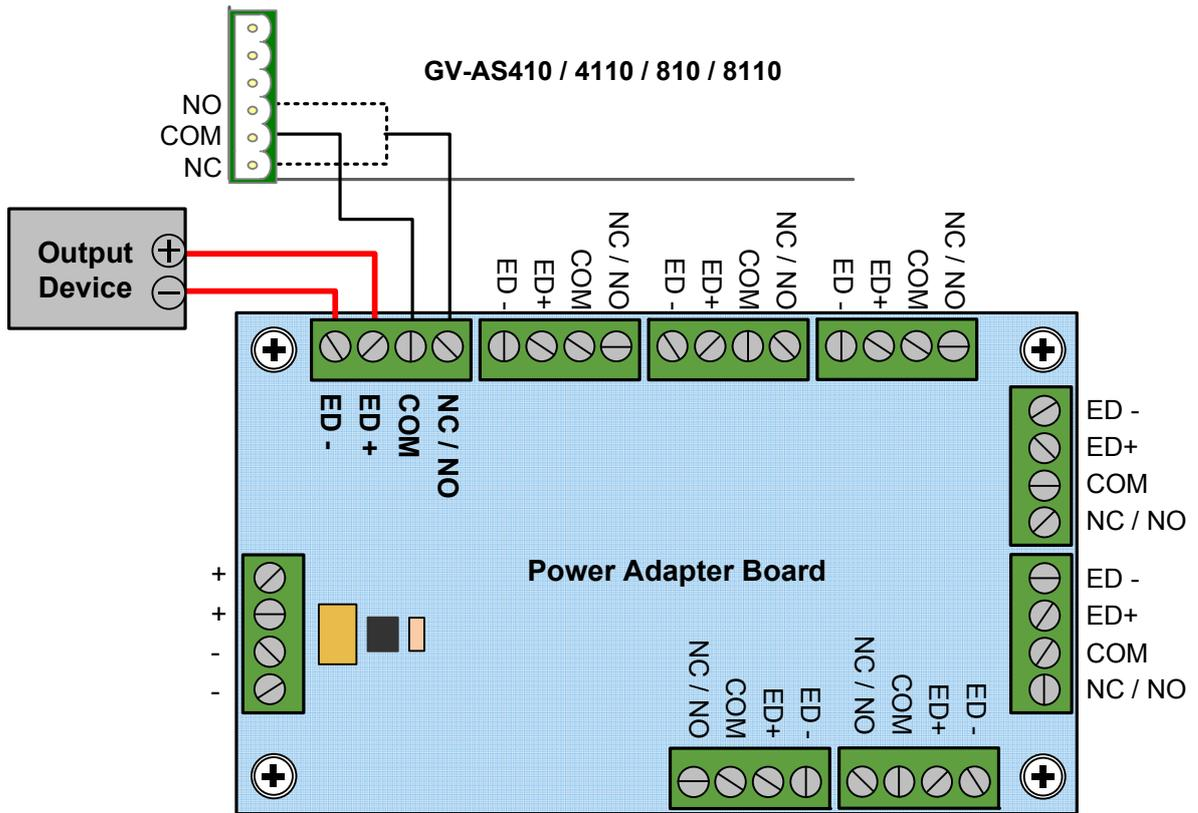 GV-AS410 / 4110 / 810 / 8110
NO
COM
NC
Output
Device
+
−
ED -
ED+
COM
NC / NO
ED -
ED+
COM
NC / NO
ED -
ED+
COM
NC / NO
ED -
ED +
COM
NC / NO
ED -
ED+
COM
NC / NO
Power Adapter Board
+
+
-
-
ED -
ED+
COM
NC / NO
NC / NO
COM
ED+
ED -
NC / NO
COM
ED+
ED -